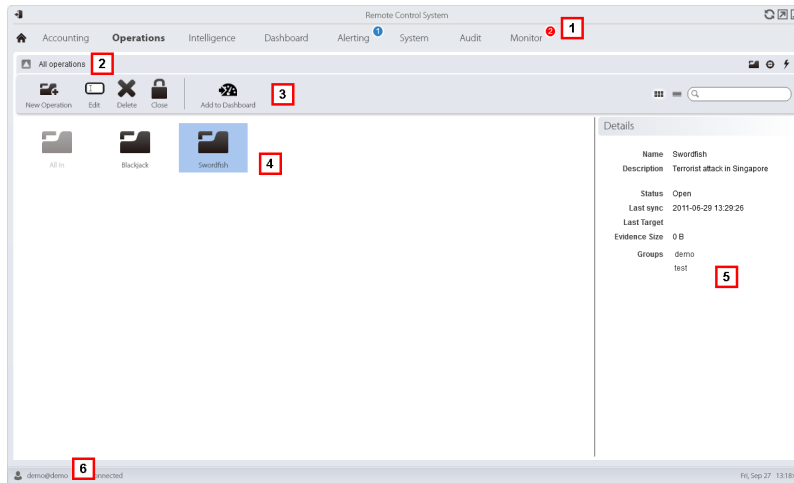 Remote Control System
Accounting Operations Intelligence Dashboard Alerting 1 System Audit Monitor 2 1
All operations 2
New Operation Edit Delete Close Add to Dashboard 3
All In Blackjack Swordfish 4
Details
Name Swordfish
Description Terrorist attack in Singapore
Status Open
Last sync 2011-06-29 13:29:26
Last Target
Evidence Size 0 B
Groups demo
test
5
demo@demo 6 nnected
Fri, Sep 27 13:18